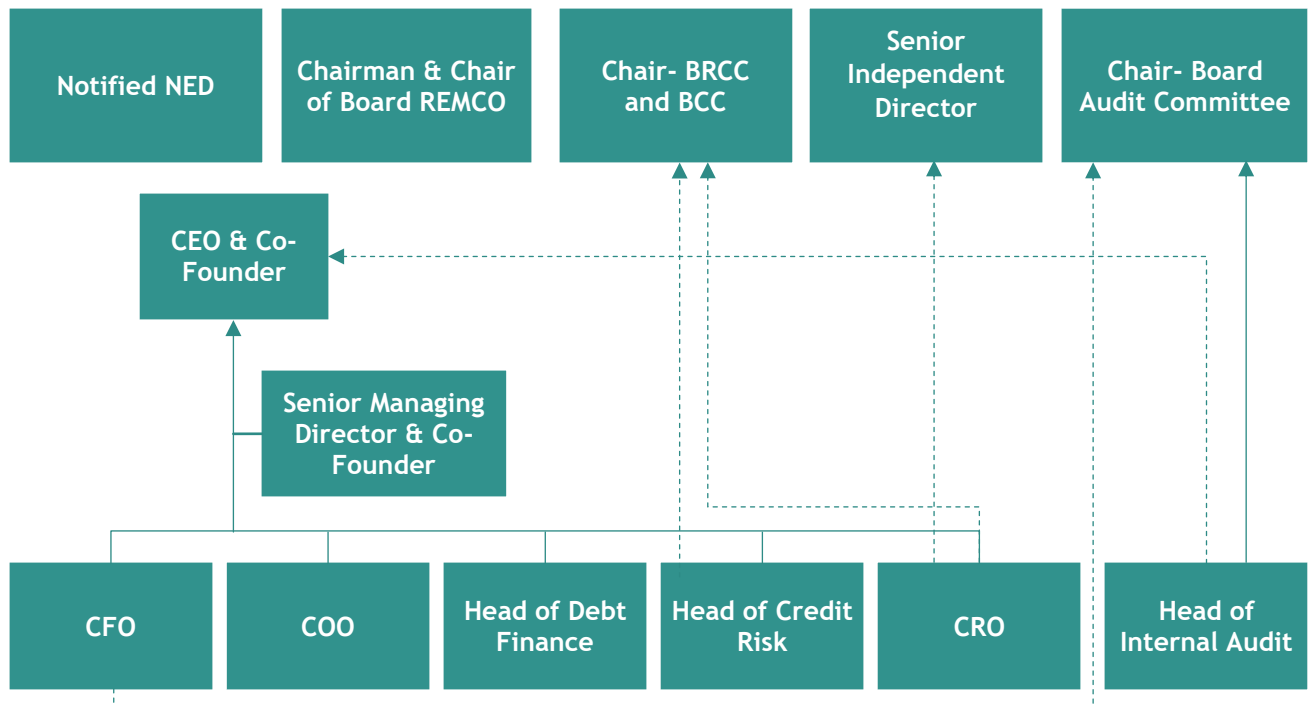 Notified NED
Chairman & Chair
of Board REMCO
Chair- BRCC
and BCC
Senior
Independent
Director
Chair- Board
Audit Committee
CEO & Co-
Founder
Senior Managing
Director & Co-
Founder
CFO
COO
Head of Debt
Finance
Head of Credit
Risk
CRO
Head of
Internal Audit